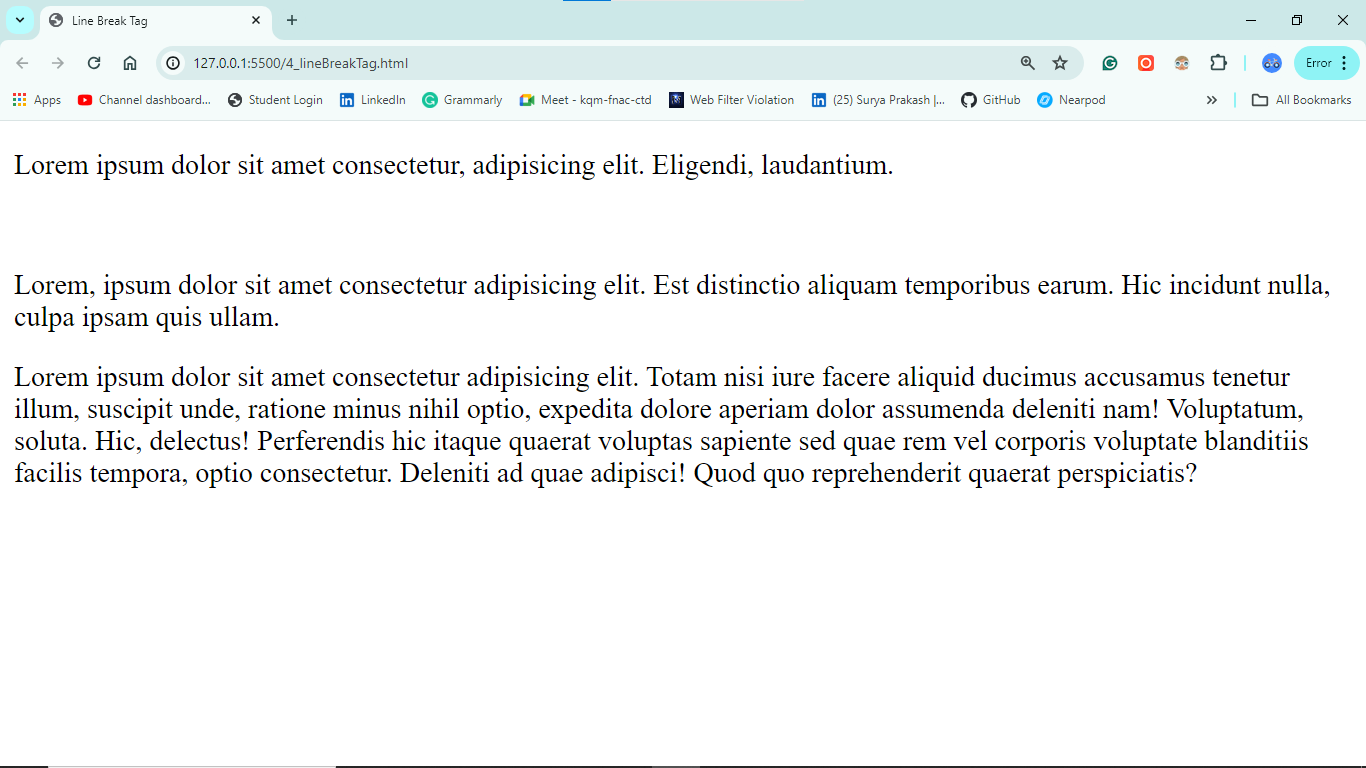 Line Break Tag
127.0.0.1:5500/4_lineBreakTag.html
Error
Apps
Channel dashboard...
Student Login
LinkedIn
Grammarly
Meet - kqm-fnac-ctd
Web Filter Violation
(25) Surya Prakash |...
GitHub
Nearpod
All Bookmarks
Lorem ipsum dolor sit amet consectetur, adipisicing elit. Eligendi, laudantium.
Lorem, ipsum dolor sit amet consectetur adipisicing elit. Est distinctio aliquam temporibus earum. Hic incidunt nulla,
culpa ipsam quis ullam.
Lorem ipsum dolor sit amet consectetur adipisicing elit. Totam nisi iure facere aliquid ducimus accusamus tenetur
illum, suscipit unde, ratione minus nihil optio, expedita dolore aperiam dolor assumenda deleniti nam! Voluptatum,
soluta. Hic, delectus! Perferendis hic itaque quaerat voluptas sapiente sed quae rem vel corporis voluptate blanditiis
facilis tempora, optio consectetur. Deleniti ad quae adipisci! Quod quo reprehenderit quaerat perspiciatis?